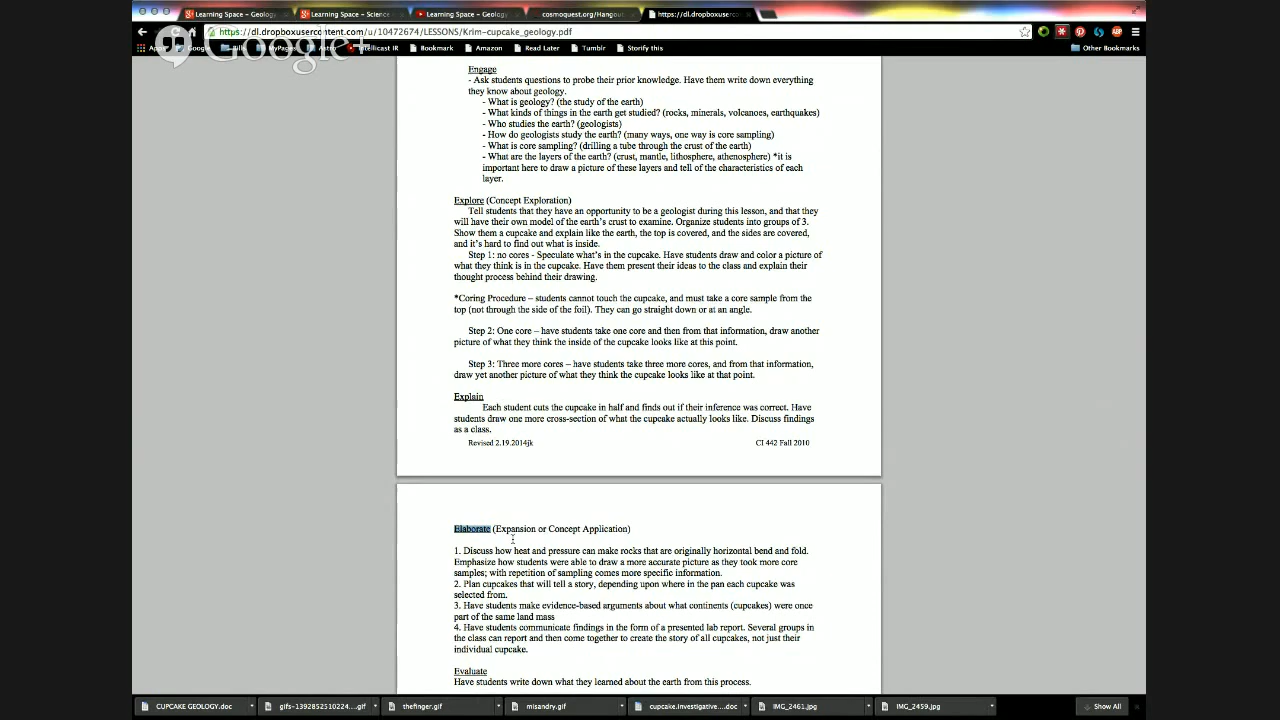 Learning Space - Geology
Learning Space - Science
Learning Space - Geology
cosmoquest.org/Hangout
https://dl.dropboxuserco
https://dl.dropboxusercontent.com/u/10472674/LESSONS/Krim-cupcake_geology.pdf
Apps Google MyPages Astro Intellicast IR Bookmark Amazon Read Later Tumblr Storify this Other Bookmarks
Google+
Engage
- Ask students questions to probe their prior knowledge. Have them write down everything
they know about geology.
- What is geology? (the study of the earth)
- What kinds of things in the earth get studied? (rocks, minerals, volcanoes, earthquakes)
- Who studies the earth? (geologists)
- How do geologists study the earth? (many ways, one way is core sampling)
- What is core sampling? (drilling a tube through the crust of the earth)
- What are the layers of the earth? (crust, mantle, lithosphere, athenosphere) *it is
important here to draw a picture of these layers and tell of the characteristics of each
layer.
Explore (Concept Exploration)
Tell students that they have an opportunity to be a geologist during this lesson, and that they
will have their own model of the earth's crust to examine. Organize students into groups of 3.
Show them a cupcake and explain like the earth, the top is covered, and the sides are covered,
and it's hard to find out what is inside.
Step 1: no cores - Speculate what's in the cupcake. Have students draw and color a picture of
what they think is in the cupcake. Have them present their ideas to the class and explain their
thought process behind their drawing.
*Coring Procedure – students cannot touch the cupcake, and must take a core sample from the
top (not through the side of the foil). They can go straight down or at an angle.
Step 2: One core – have students take one core and then from that information, draw another
picture of what they think the inside of the cupcake looks like at this point.
Step 3: Three more cores – have students take three more cores, and from that information,
draw yet another picture of what they think the cupcake looks like at that point.
Explain
Each student cuts the cupcake in half and finds out if their inference was correct. Have
students draw one more cross-section of what the cupcake actually looks like. Discuss findings
as a class.
Revised 2.19.2014jk CI 442 Fall 2010
Elaborate (Expansion or Concept Application)
1. Discuss how heat and pressure can make rocks that are originally horizontal bend and fold.
Emphasize how students were able to draw a more accurate picture as they took more core
samples; with repetition of sampling comes more specific information.
2. Plan cupcakes that will tell a story, depending upon where in the pan each cupcake was
selected from.
3. Have students make evidence-based arguments about what continents (cupcakes) were once
part of the same land mass
4. Have students communicate findings in the form of a presented lab report. Several groups in
the class can report and then come together to create the story of all cupcakes, not just their
individual cupcake.
Evaluate
Have students write down what they learned about the earth from this process.
CUPCAKE GEOLOGY.doc gifs-1392852510224....gif thefinger.gif misandry.gif cupcake.investigative....doc IMG_2461.jpg IMG_2459.jpg Show All